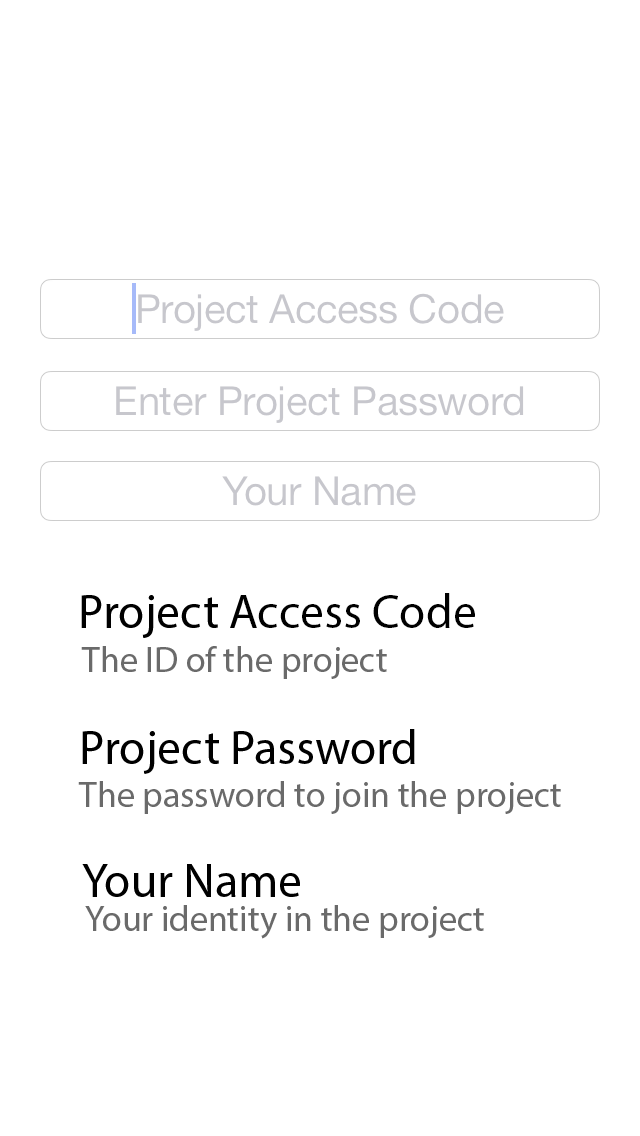 Project Access Code
Enter Project Password
Your Name
Project Access Code
The ID of the project
Project Password
The password to join the project
Your Name
Your identity in the project